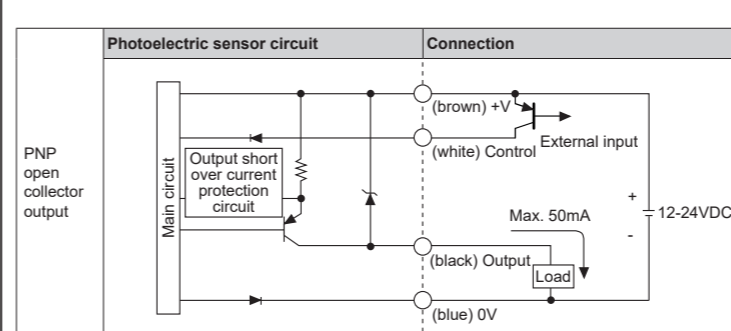 Photoelectric sensor circuit
Connection
PNP
open
collector
output
Main circuit
Output short
over current
protection
circuit
(brown) +V
(white) Control
External input
Max. 50mA
+
12-24VDC
-
(black) Output
Load
(blue) 0V